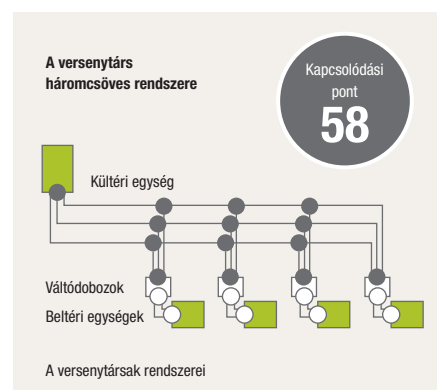 A versenytárs
háromcsöves rendszere
Kapcsolódási
pont
58
Kültéri egység
Váltódobozok
Beltéri egységek
A versenytársak rendszerei